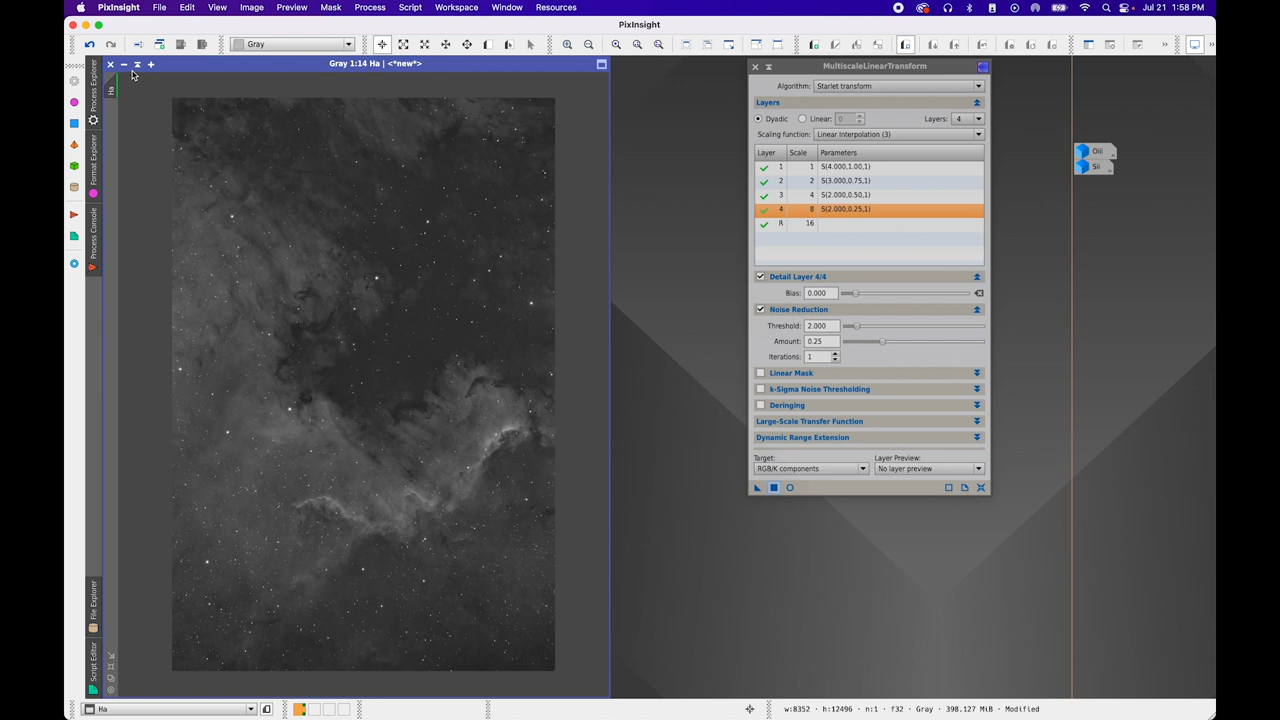 PixInsight File Edit View Image Preview Mask Process Script Workspace Window Resources Jul 21 1:58 PM
PixInsight
Gray
Gray 1:14 Ha | <*new*>
Ha
Process Explorer
Format Explorer
Process Console
File Explorer
Script Editor
MultiscaleLinearTransform
Algorithm: Starlet transform
Layers
Dyadic Linear: 0 Layers: 4
Scaling function: Linear Interpolation (3)
Layer Scale Parameters
1 1 S(4.000,1.00,1)
2 2 S(3.000,0.75,1)
3 4 S(2.000,0.50,1)
4 8 S(2.000,0.25,1)
R 16
Detail Layer 4/4
Bias: 0.000
Noise Reduction
Threshold: 2.000
Amount: 0.25
Iterations: 1
Linear Mask
k-Sigma Noise Thresholding
Deringing
Large-Scale Transfer Function
Dynamic Range Extension
Target: Layer Preview:
RGB/K components No layer preview
Oiii
Sii
Ha
w:8352 · h:12496 · n:1 · f32 · Gray · 398.127 MiB · Modified